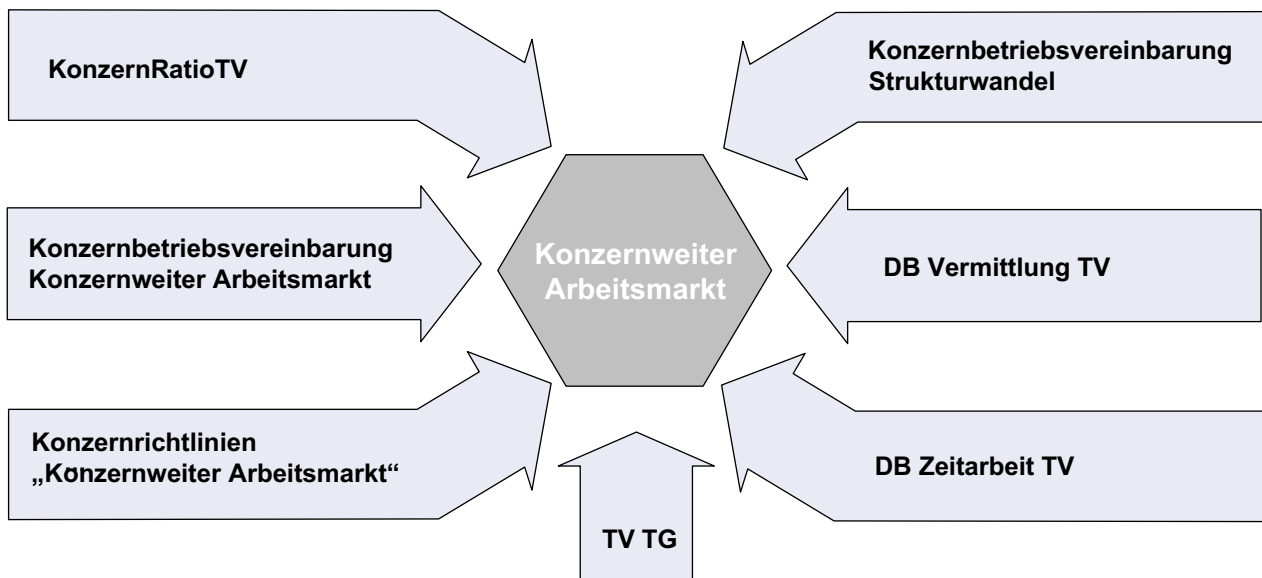 KonzernRatioTV
Konzernbetriebsvereinbarung
Strukturwandel
Konzernbetriebsvereinbarung
Konzernweiter Arbeitsmarkt
Konzernweiter
Arbeitsmarkt
DB Vermittlung TV
Konzernrichtlinien
„Konzernweiter Arbeitsmarkt“
DB Zeitarbeit TV
TV TG